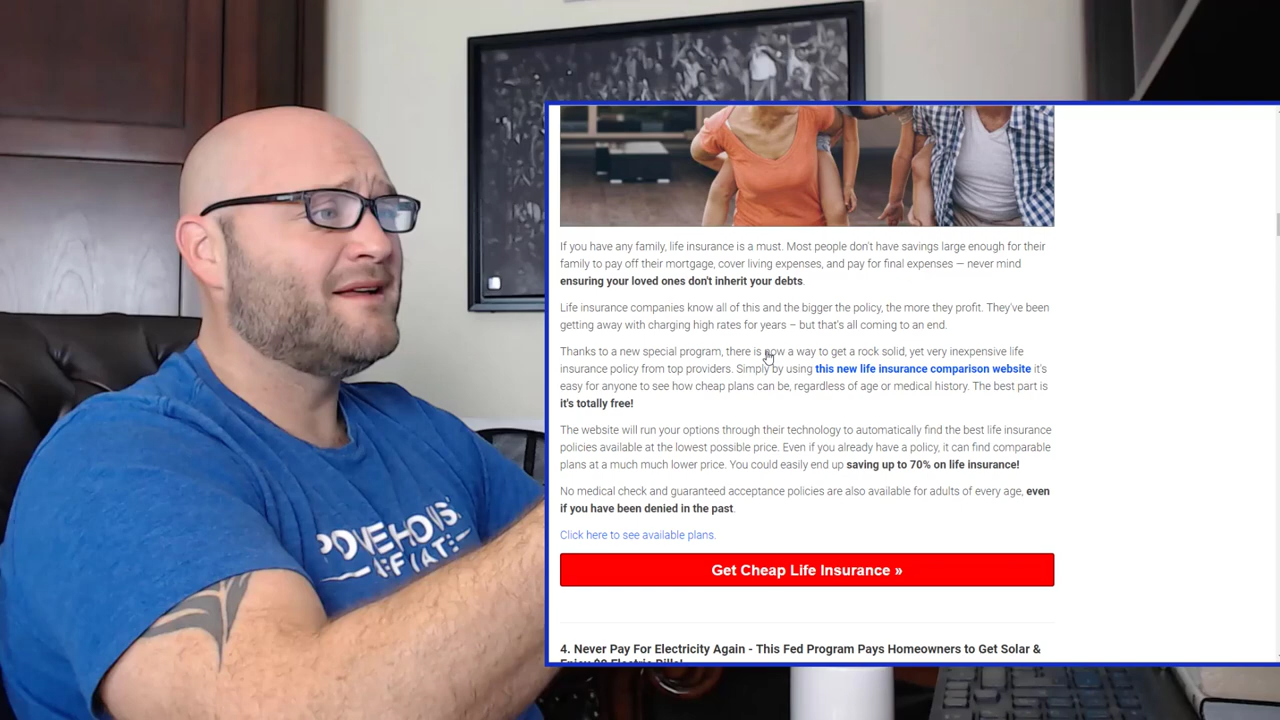 If you have any family, life insurance is a must. Most people don't have savings large enough for their
family to pay off their mortgage, cover living expenses, and pay for final expenses — never mind
ensuring your loved ones don't inherit your debts.
Life insurance companies know all of this and the bigger the policy, the more they profit. They've been
getting away with charging high rates for years – but that's all coming to an end.
Thanks to a new special program, there is now a way to get a rock solid, yet very inexpensive life
insurance policy from top providers. Simply by using this new life insurance comparison website it's
easy for anyone to see how cheap plans can be, regardless of age or medical history. The best part is
it's totally free!
The website will run your options through their technology to automatically find the best life insurance
policies available at the lowest possible price. Even if you already have a policy, it can find comparable
plans at a much much lower price. You could easily end up saving up to 70% on life insurance!
No medical check and guaranteed acceptance policies are also available for adults of every age, even
if you have been denied in the past.
Click here to see available plans.
Get Cheap Life Insurance »
4. Never Pay For Electricity Again - This Fed Program Pays Homeowners to Get Solar &